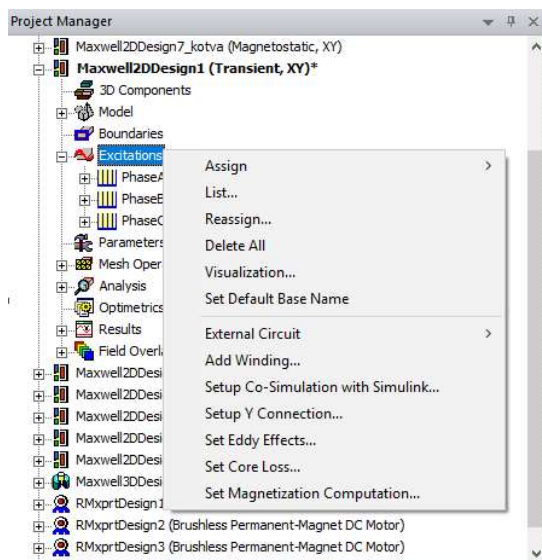 Project Manager
Maxwell2DDesign7_kotva (Magnetostatic, XY)
Maxwell2DDesign1 (Transient, XY)*
3D Components
Model
Boundaries
Excitations
PhaseA
PhaseB
PhaseC
Parameters
Mesh Oper
Analysis
Optimetrics
Results
Field Overl
Maxwell2DDesi
Maxwell2DDesi
Maxwell2DDesi
Maxwell2DDesi
Maxwell2DDesi
Maxwell3DDesi
RMxprtDesign1
RMxprtDesign2 (Brushless Permanent-Magnet DC Motor)
RMxprtDesign3 (Brushless Permanent-Magnet DC Motor)
Assign
List...
Reassign...
Delete All
Visualization...
Set Default Base Name
External Circuit
Add Winding...
Setup Co-Simulation with Simulink...
Setup Y Connection...
Set Eddy Effects...
Set Core Loss...
Set Magnetization Computation...